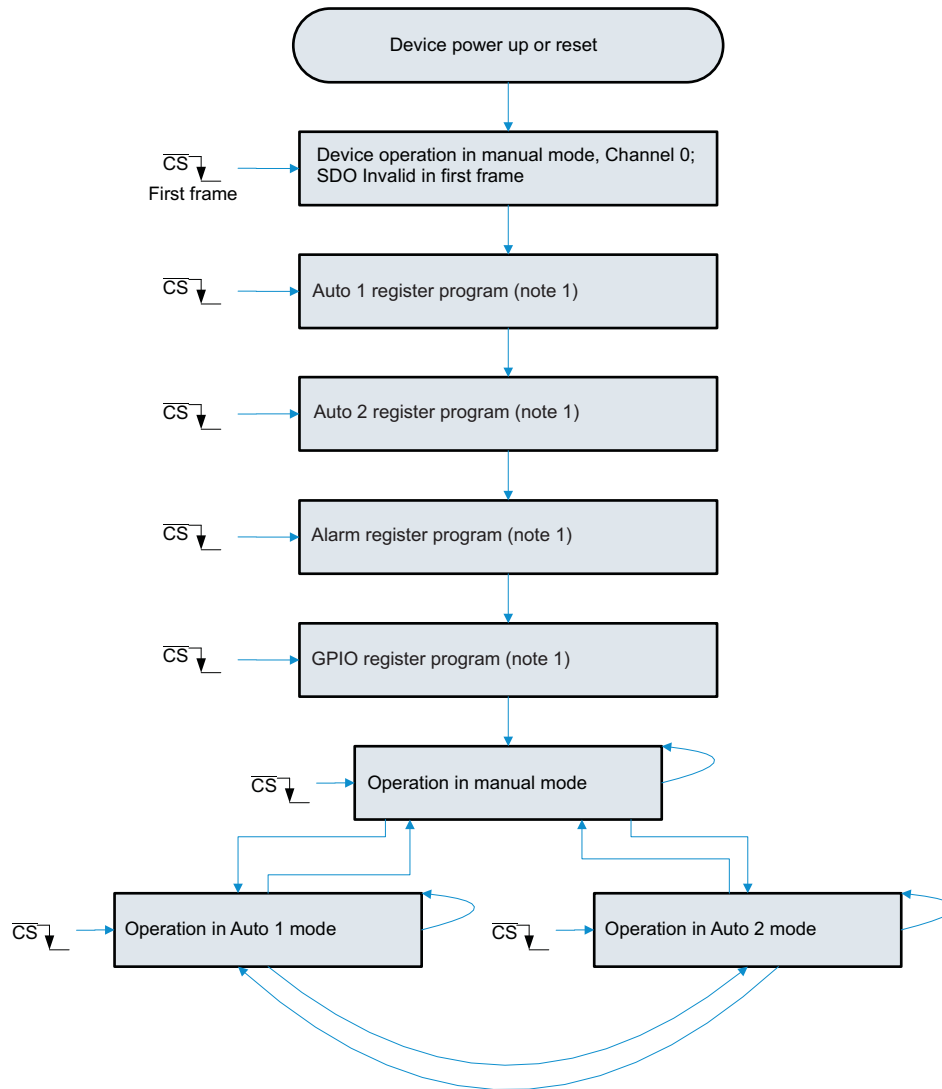 Device power up or reset
CS
First frame
Device operation in manual mode, Channel 0;
SDO Invalid in first frame
CS
Auto 1 register program (note 1)
CS
Auto 2 register program (note 1)
CS
Alarm register program (note 1)
CS
GPIO register program (note 1)
CS
Operation in manual mode
CS
Operation in Auto 1 mode
CS
Operation in Auto 2 mode